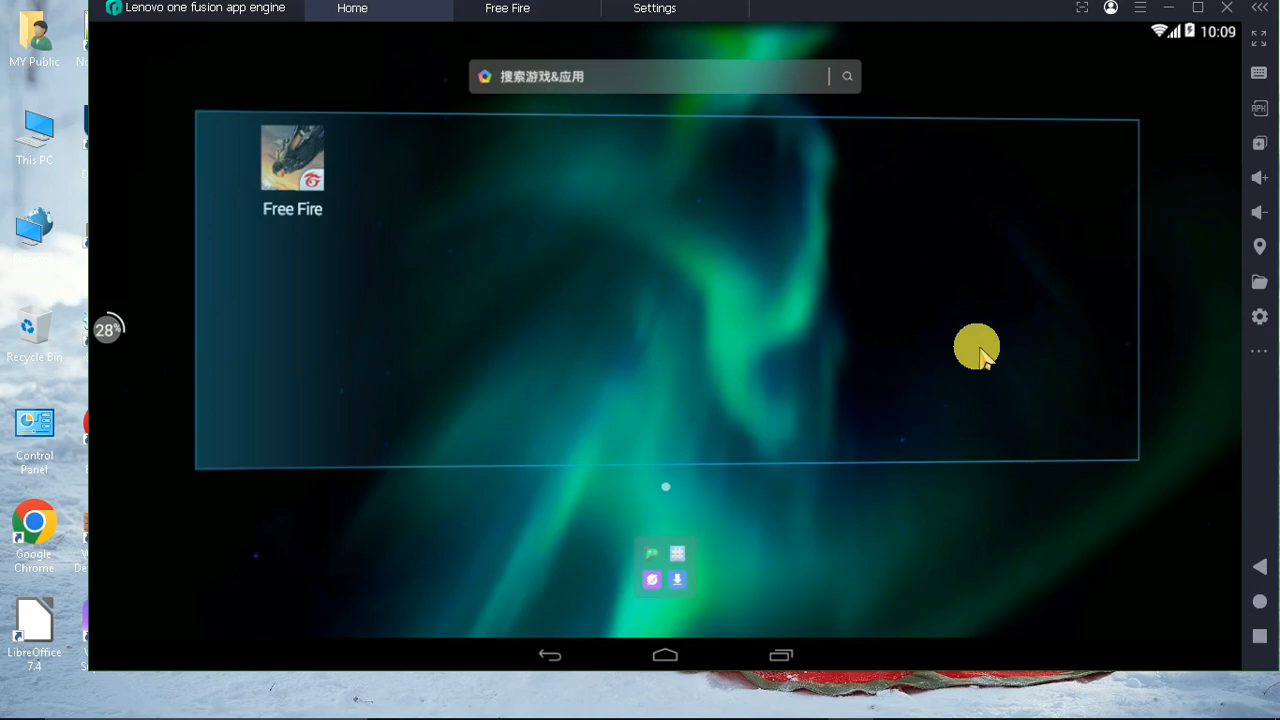 Lenovo one fusion app engine
Home
Free Fire
Settings
10:09
搜索游戏&应用
Free Fire
28%
APK
MY Public
This PC
Recycle Bin
Control
Panel
Google
Chrome
LibreOffice
7.4